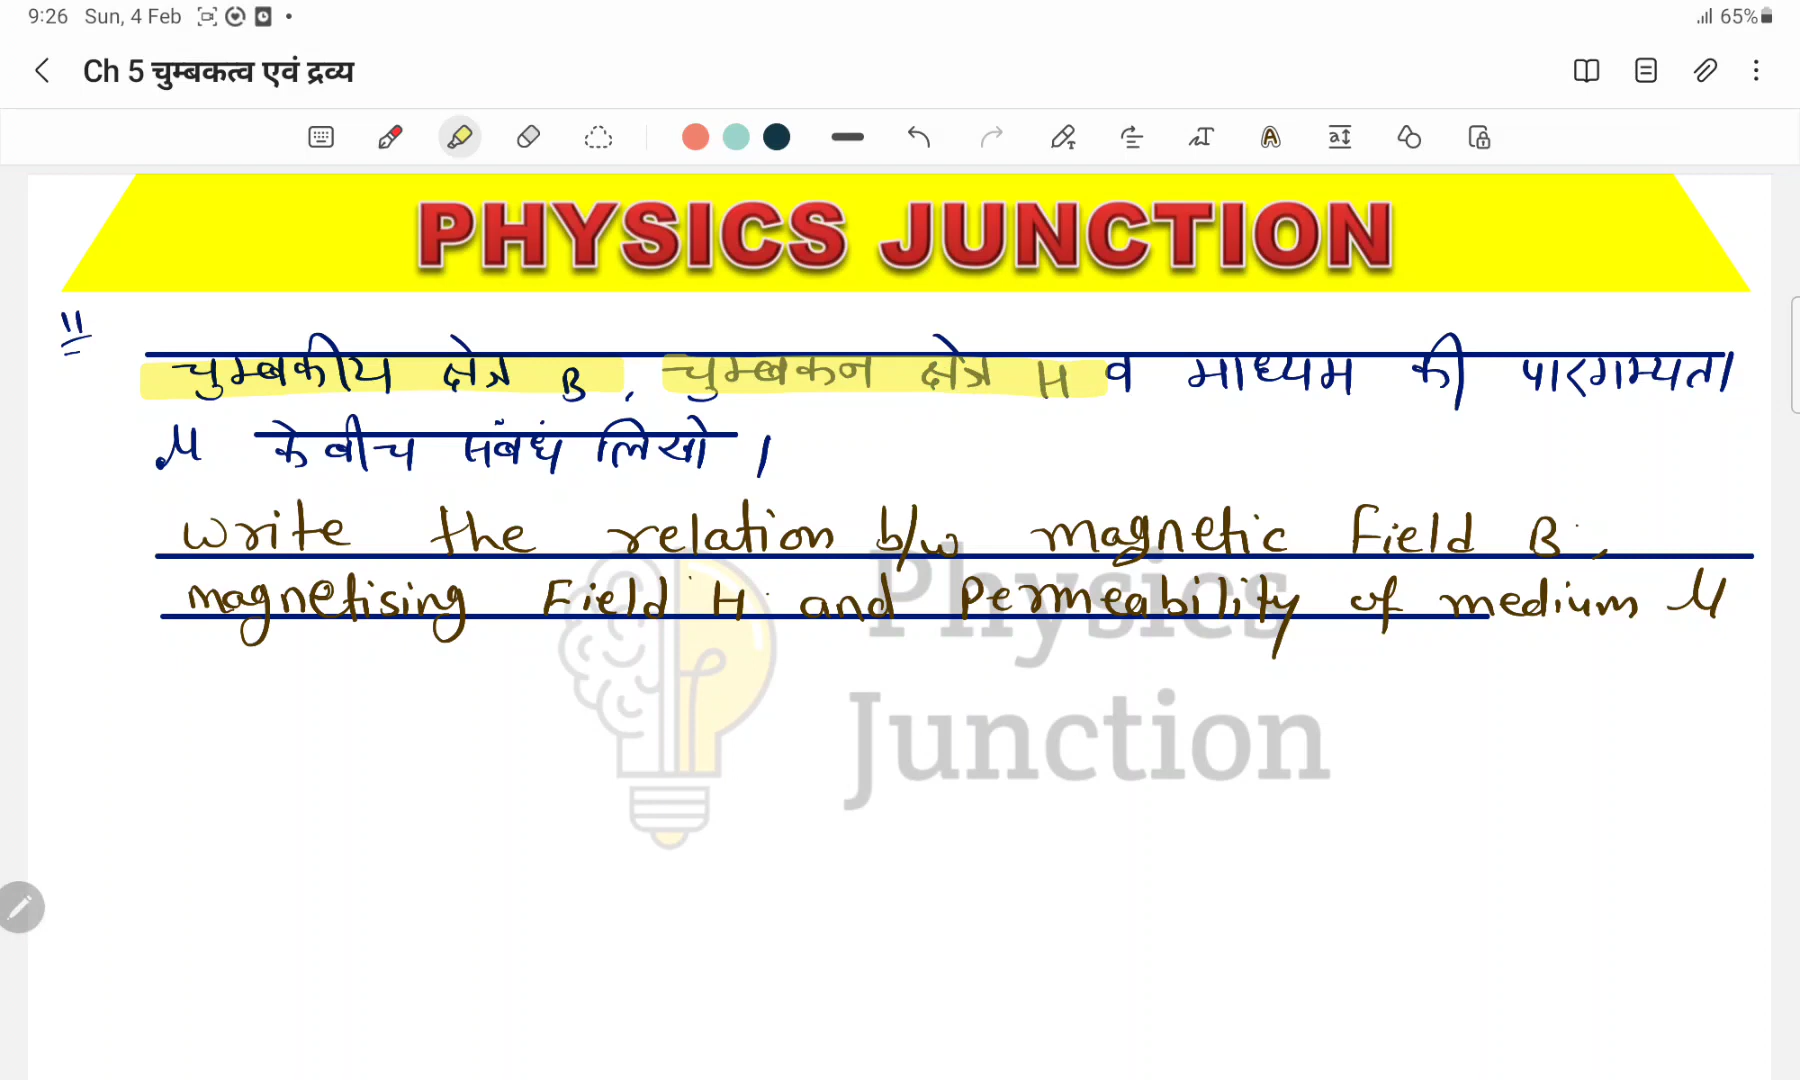 9:26 Sun, 4 Feb
65%
Ch 5 चुम्बकत्व एवं द्रव्य
PHYSICS JUNCTION
11
चुम्बकीय क्षेत्र B, चुम्बकन क्षेत्र H व माध्यम की पारगम्यता
μ के बीच संबंध लिखो।
write the relation b/w magnetic Field B,
magnetising Field H and Permeability of medium μ
Physics
Junction